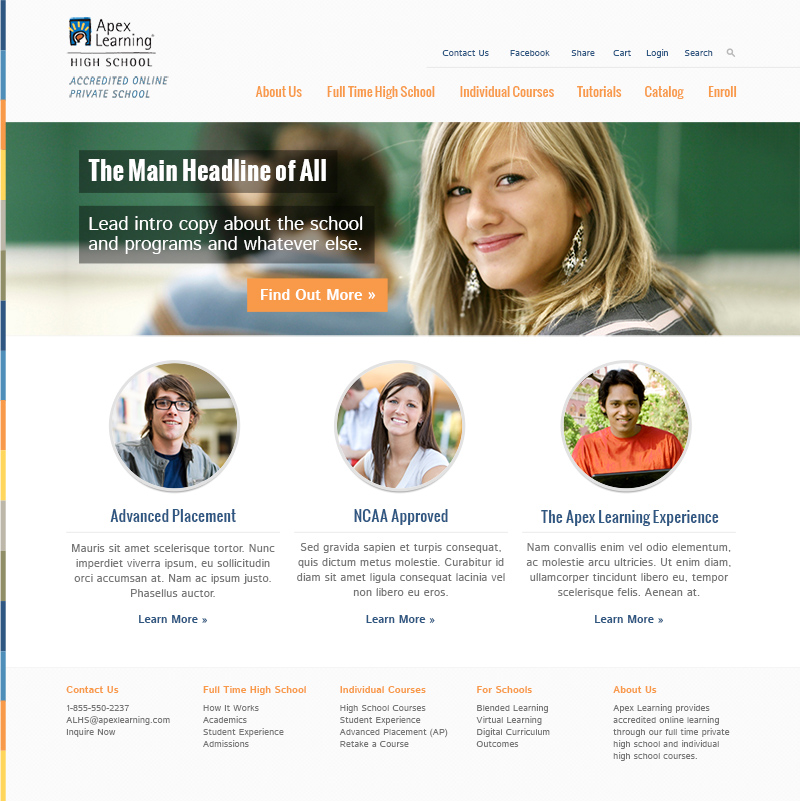 Apex
Learning
HIGH SCHOOL
ACCREDITED ONLINE
PRIVATE SCHOOL
Contact Us Facebook Share Cart Login Search
About Us Full Time High School Individual Courses Tutorials Catalog Enroll
The Main Headline of All
Lead intro copy about the school
and programs and whatever else.
Find Out More »
Advanced Placement
Mauris sit amet scelerisque tortor. Nunc
imperdiet viverra ipsum, eu sollicitudin
orci accumsan at. Nam ac ipsum justo.
Phasellus auctor.
Learn More »
NCAA Approved
Sed gravida sapien et turpis consequat,
quis dictum metus molestie. Curabitur id
diam sit amet ligula consequat lacinia vel
non libero eu eros.
Learn More »
The Apex Learning Experience
Nam convallis enim vel odio elementum,
ac molestie arcu ultricies. Ut enim diam,
ullamcorper tincidunt libero eu, tempor
scelerisque felis. Aenean at.
Learn More »
Contact Us
1-855-550-2237
ALHS@apexlearning.com
Inquire Now
Full Time High School
How It Works
Academics
Student Experience
Admissions
Individual Courses
High School Courses
Student Experience
Advanced Placement (AP)
Retake a Course
For Schools
Blended Learning
Virtual Learning
Digital Curriculum
Outcomes
About Us
Apex Learning provides
accredited online learning
through our full time private
high school and individual
high school courses.